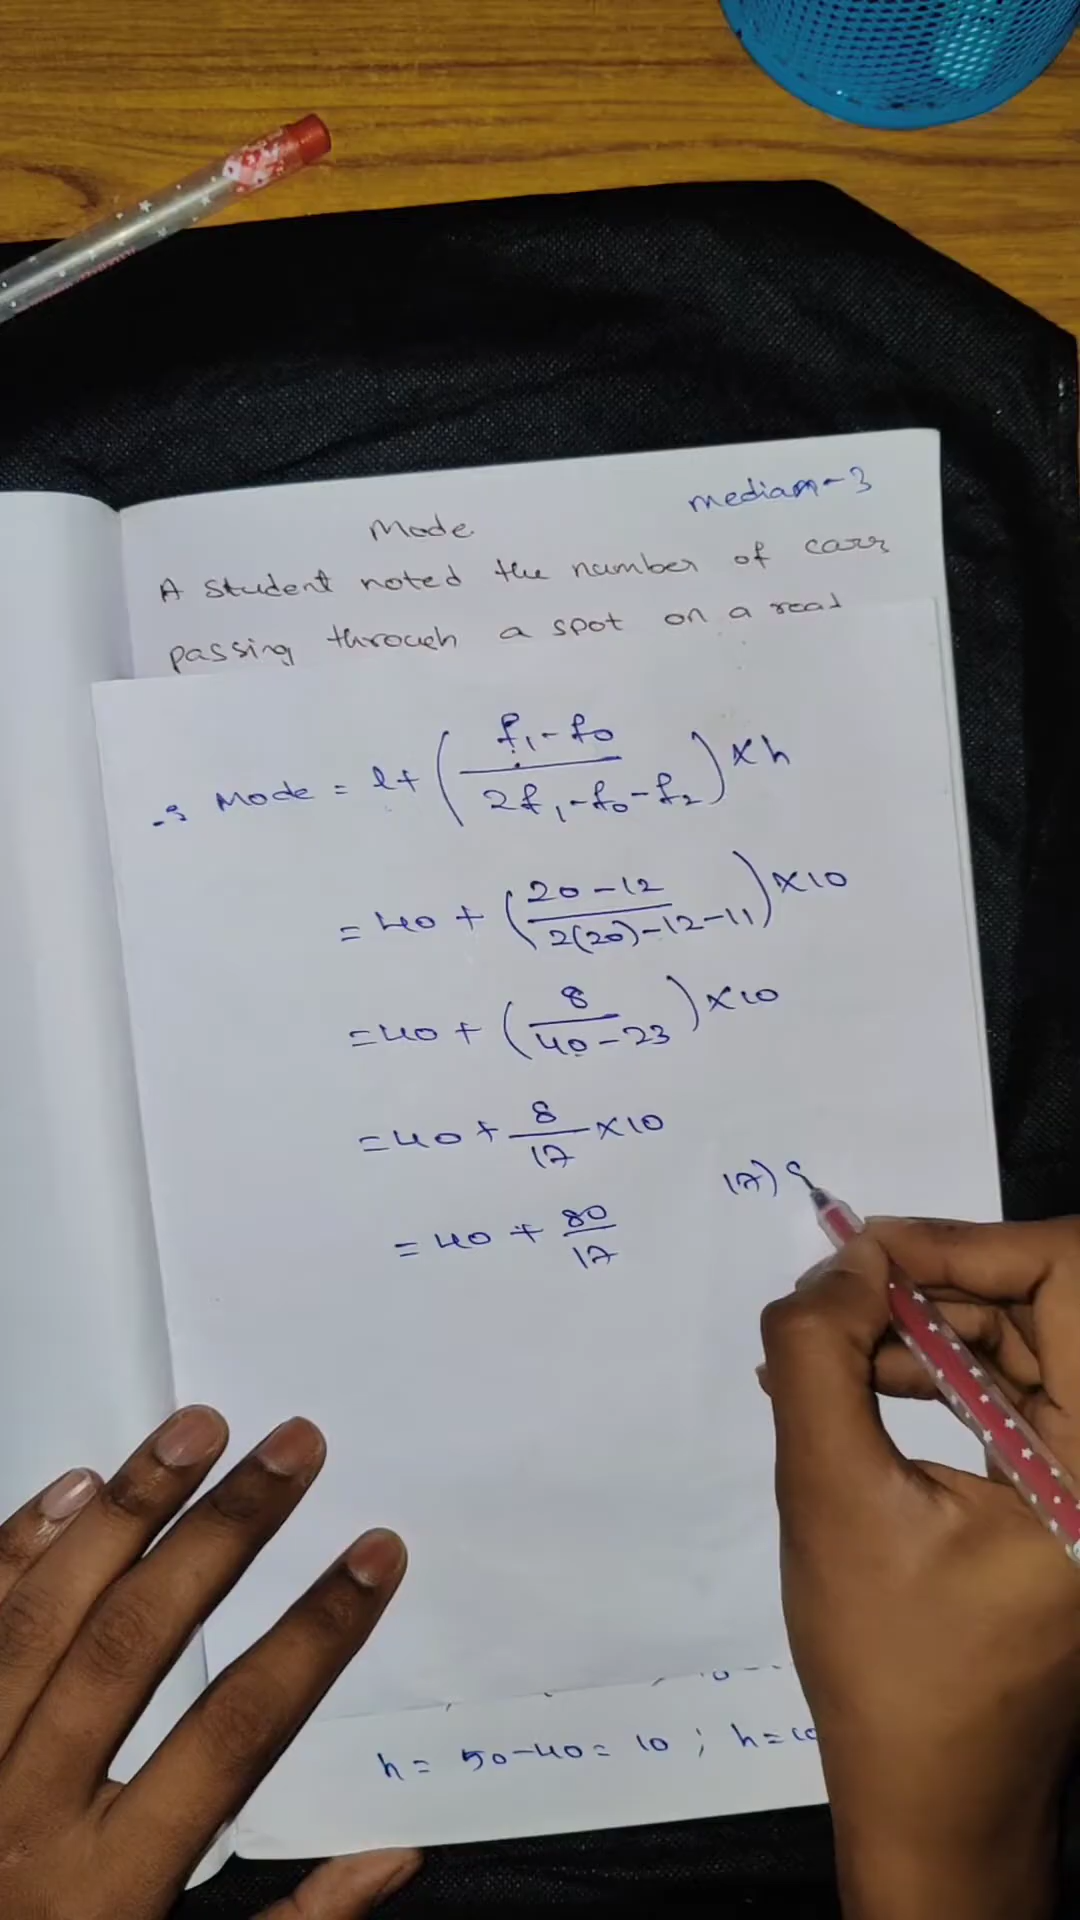 median-3
Mode
A student noted the number of cars
passing through a spot on a road
→ Mode = l+ (f₁-f₀ / 2f₁-f₀-f₂) ×h
= 40 + (20-12 / 2(20)-12-11) ×10
= 40 + (8 / 40-23) ×10
= 40 + 8/17 ×10
= 40 + 80/17
17)
h = 50-40 = 10 ; h=10